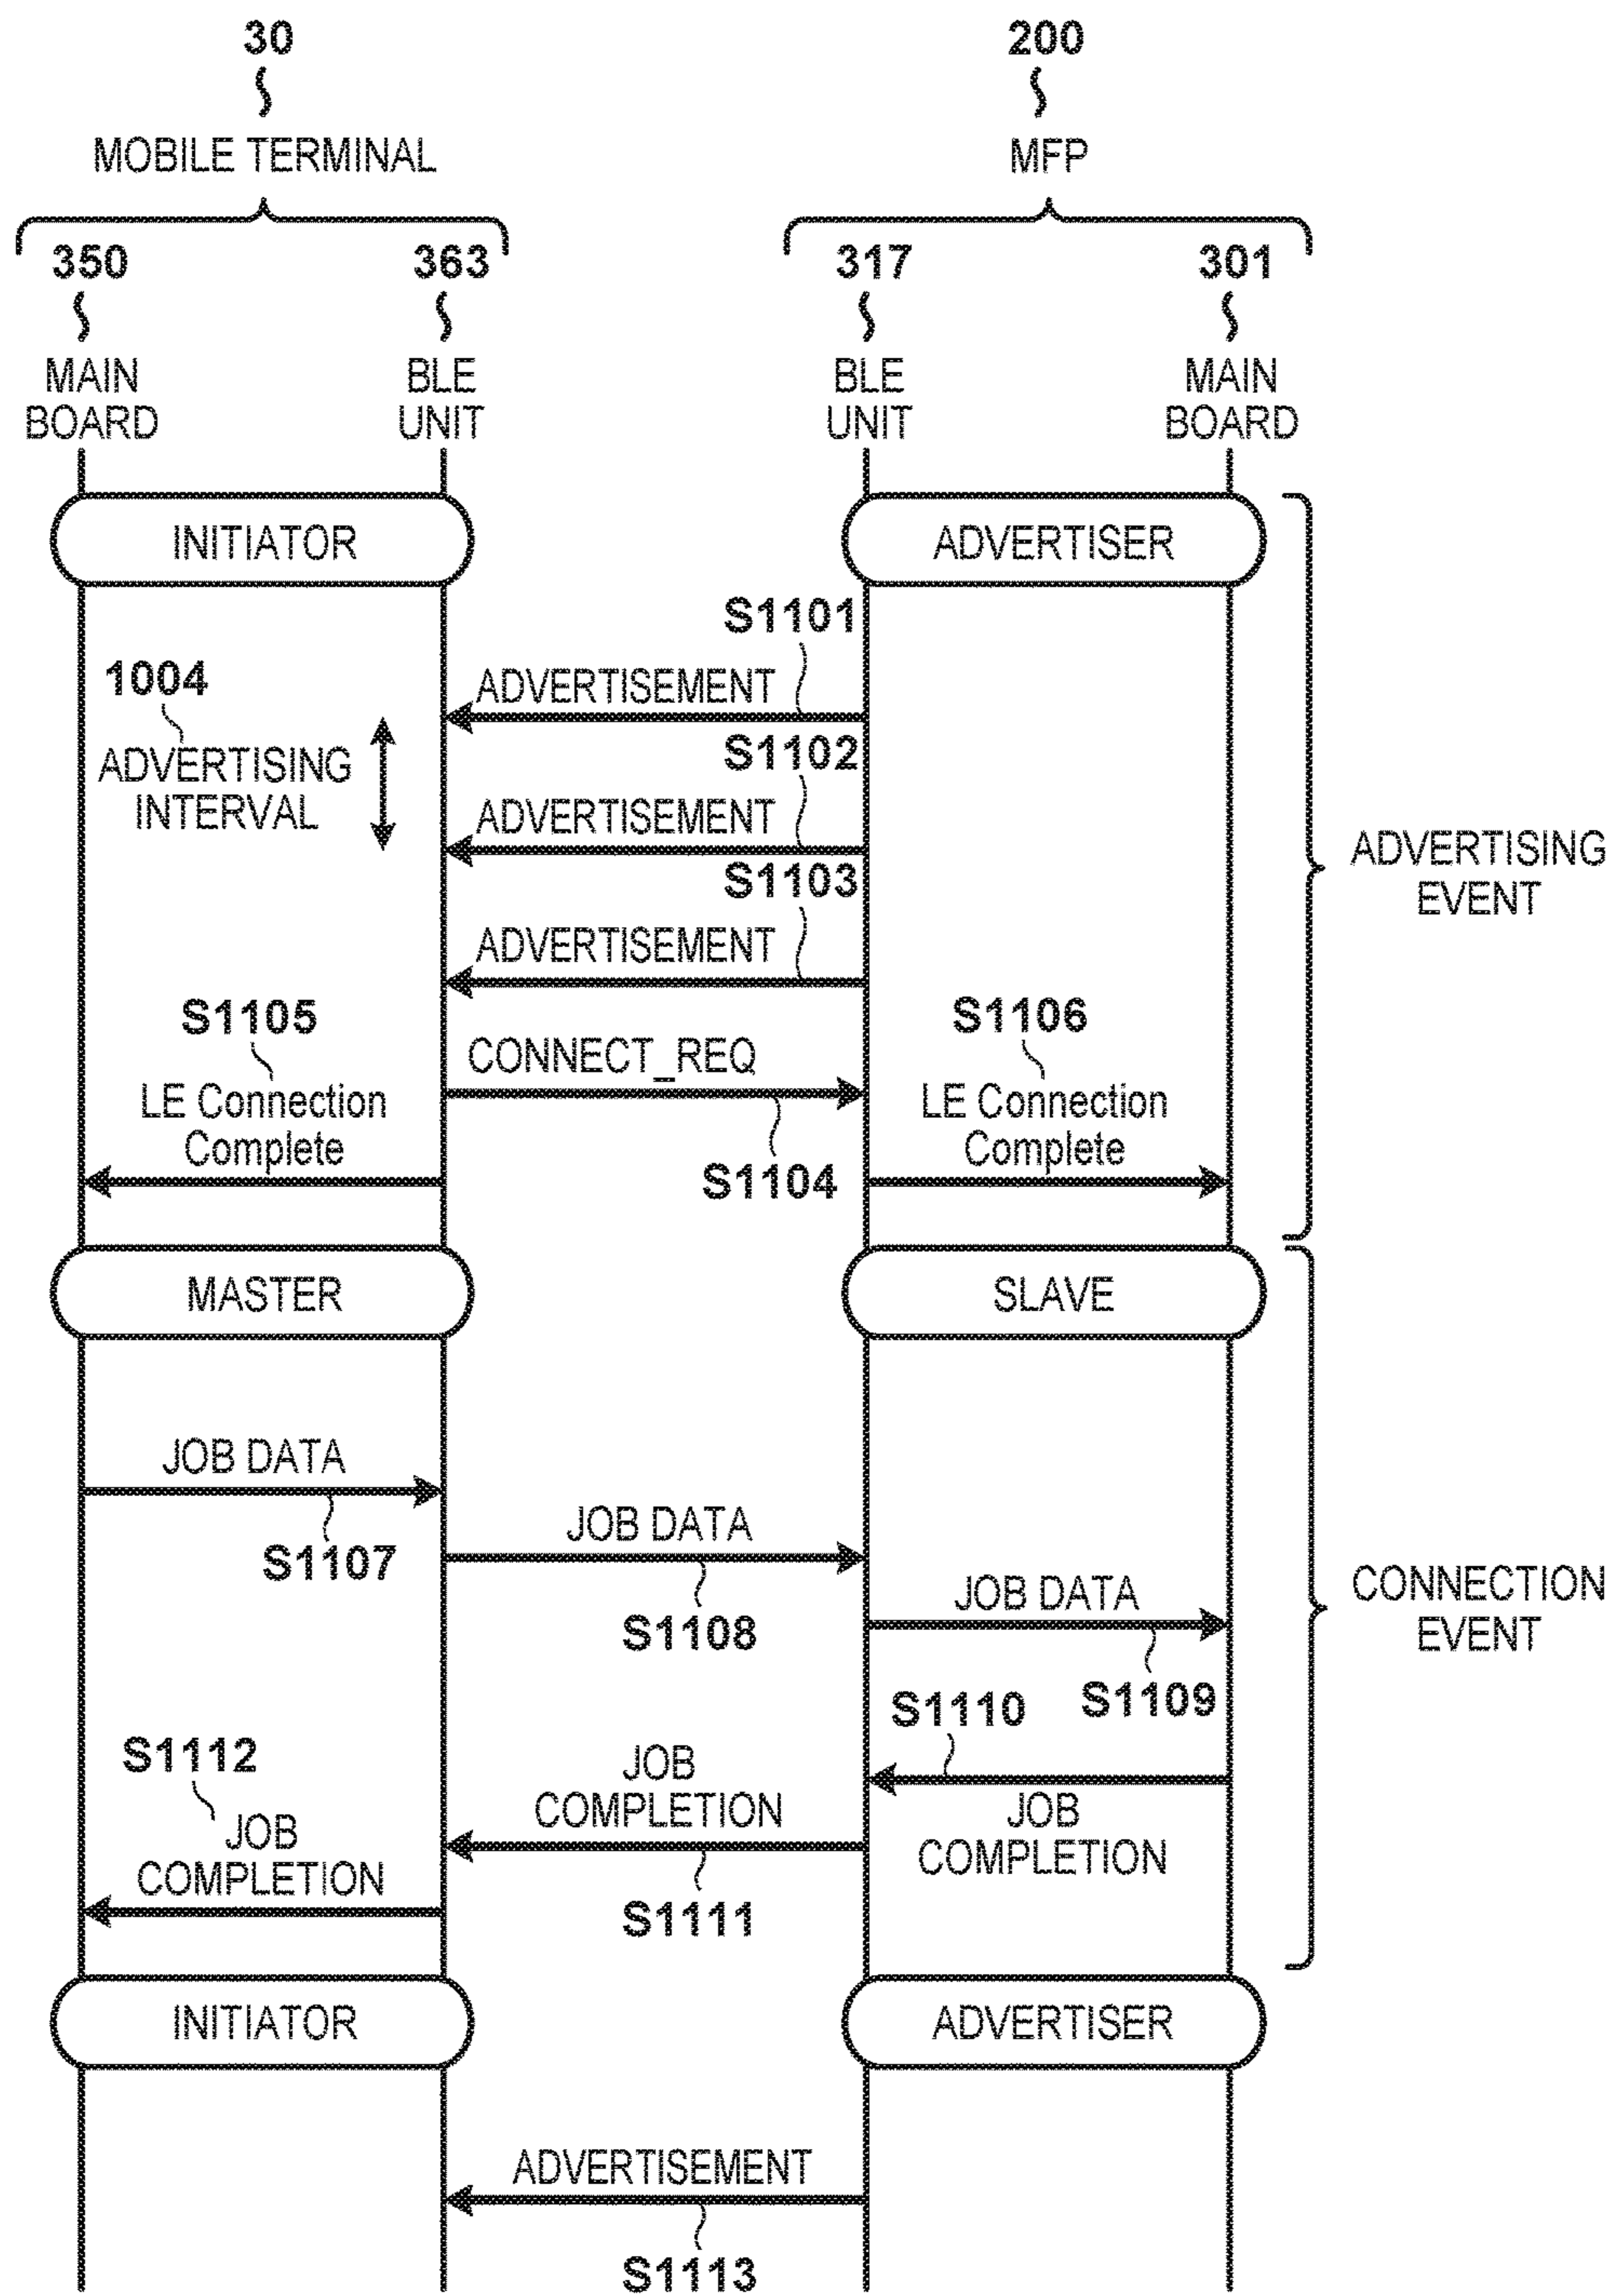 30
200
MOBILE TERMINAL
MFP
350
363
317
301
MAIN
BOARD
BLE
UNIT
BLE
UNIT
MAIN
BOARD
INITIATOR
ADVERTISER
S1101
ADVERTISEMENT
1004
ADVERTISING
INTERVAL
S1102
ADVERTISEMENT
S1103
ADVERTISEMENT
ADVERTISING
EVENT
S1105
LE Connection
Complete
CONNECT_REQ
S1104
S1106
LE Connection
Complete
MASTER
SLAVE
JOB DATA
S1107
JOB DATA
S1108
JOB DATA
S1109
CONNECTION
EVENT
S1110
JOB
COMPLETION
JOB
COMPLETION
S1111
S1112
JOB
COMPLETION
INITIATOR
ADVERTISER
ADVERTISEMENT
S1113